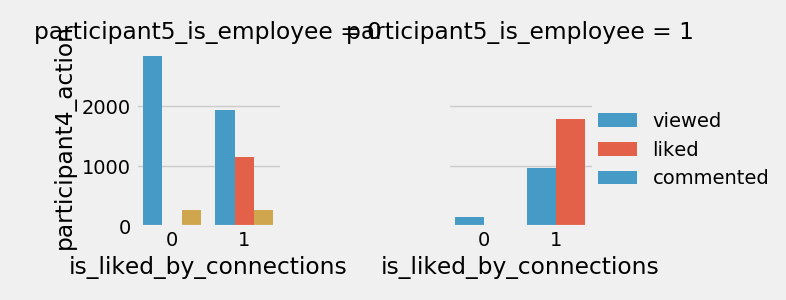 participant5_is_employee = 0
participant5_is_employee = 1
participant4_action
2000
1000
0
0 1
0 1
is_liked_by_connections
is_liked_by_connections
viewed
liked
commented